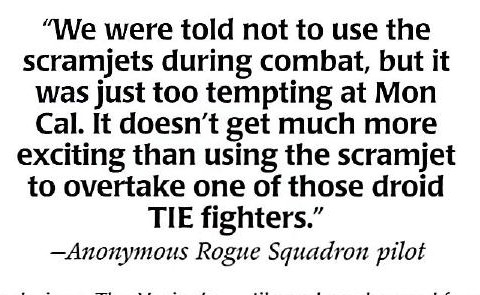 “We were told not to use the
scramjets during combat, but it
was just too tempting at Mon
Cal. It doesn’t get much more
exciting than using the scramjet
to overtake one of those droid
TIE fighters.”
—Anonymous Rogue Squadron pilot